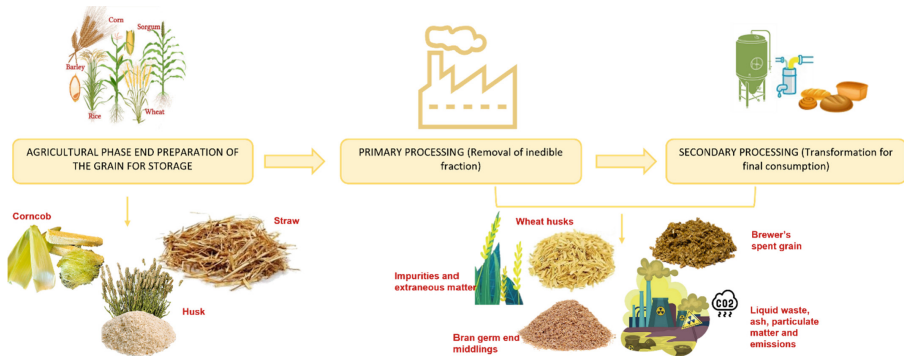 Corn
Sorgum
Barley
Rice
Wheat
AGRICULTURAL PHASE END PREPARATION OF
THE GRAIN FOR STORAGE
PRIMARY PROCESSING (Removal of inedible
fraction)
SECONDARY PROCESSING (Transformation for
final consumption)
Corncob
Straw
Husk
Wheat husks
Impurities and
extraneous matter
Bran germ end
middlings
Brewer's
spent grain
CO2
Liquid waste,
ash, particulate
matter and
emissions